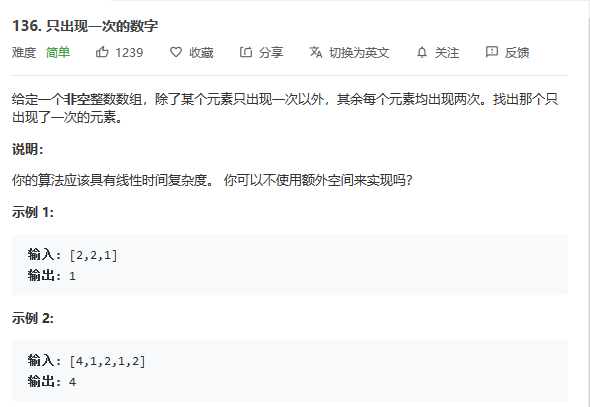 136. 只出现一次的数字
难度 简单 1239 收藏 分享 切换为英文 关注 反馈
给定一个非空整数数组，除了某个元素只出现一次以外，其余每个元素均出现两次。找出那个只
出现了一次的元素。
说明：
你的算法应该具有线性时间复杂度。 你可以不使用额外空间来实现吗？
示例 1:
输入: [2,2,1]
输出: 1
示例 2:
输入: [4,1,2,1,2]
输出: 4